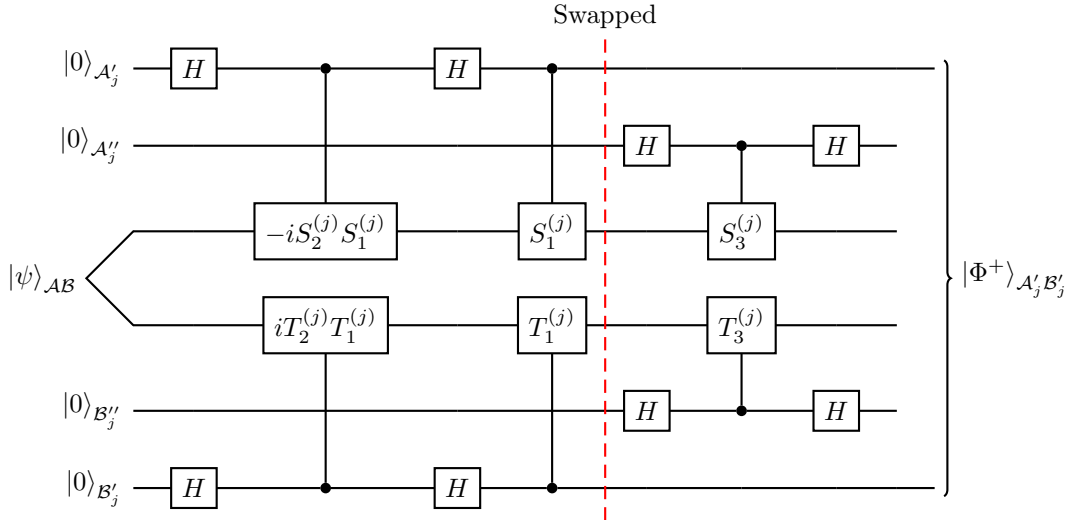 Swapped
|0⟩_{𝒜′_j} H H
|0⟩_{𝒜″_j} H H
−iS_2^{(j)}S_1^{(j)} S_1^{(j)} S_3^{(j)}
|ψ⟩_{𝒜ℬ} |Φ^+⟩_{𝒜′_jℬ′_j}
iT_2^{(j)}T_1^{(j)} T_1^{(j)} T_3^{(j)}
|0⟩_{ℬ″_j} H H
|0⟩_{ℬ′_j} H H